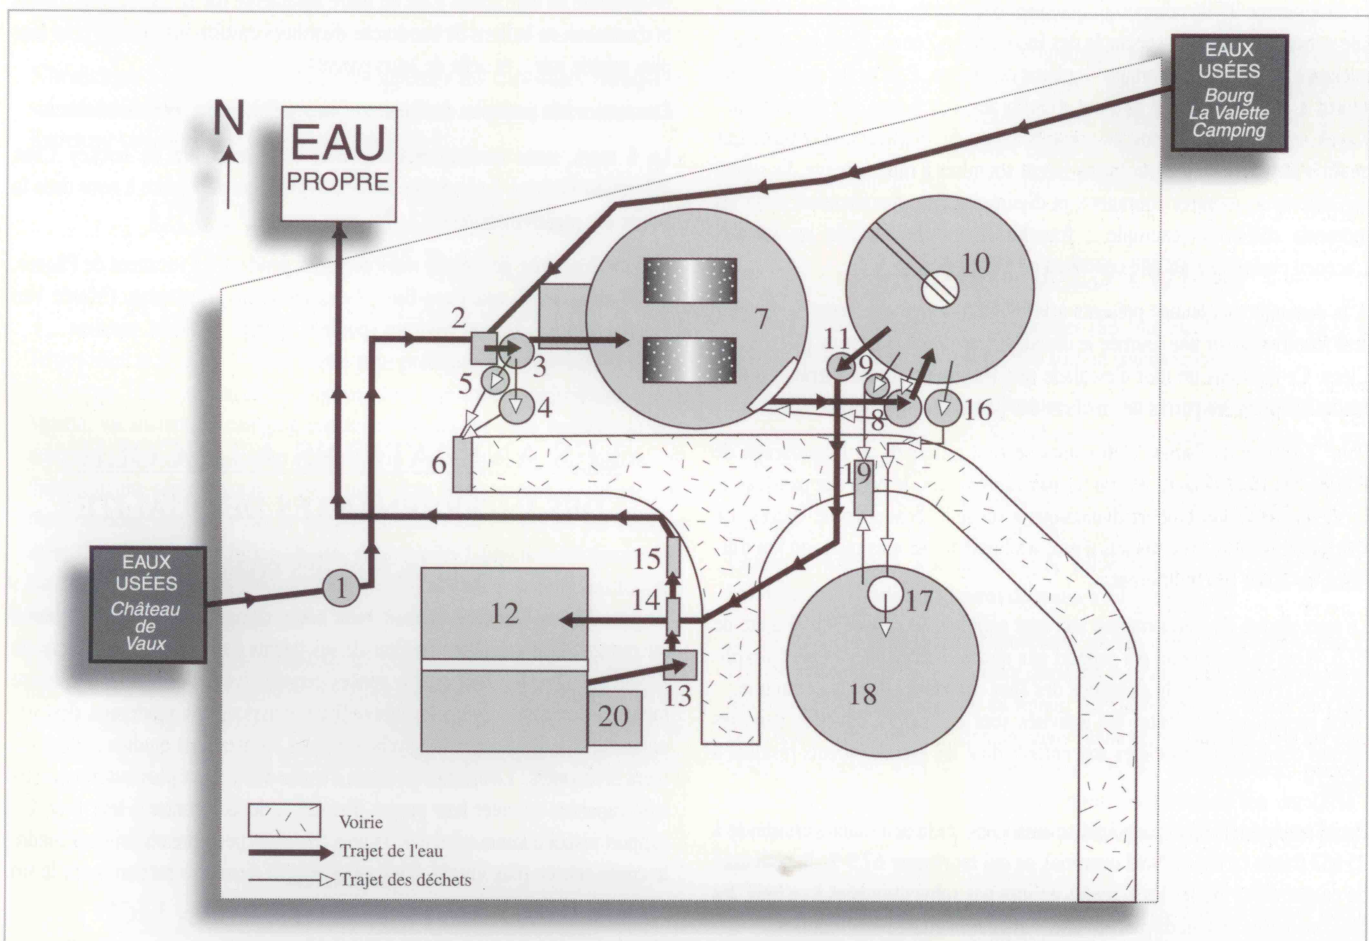 EAUX
USÉES
Bourg
La Valette
Camping
N
EAU
PROPRE
2
3
7
10
11
5
4
9
8
16
6
19
EAUX
USÉES
Château
de
Vaux
1
15
14
12
17
13
18
20
Voirie
Trajet de l'eau
Trajet des déchets